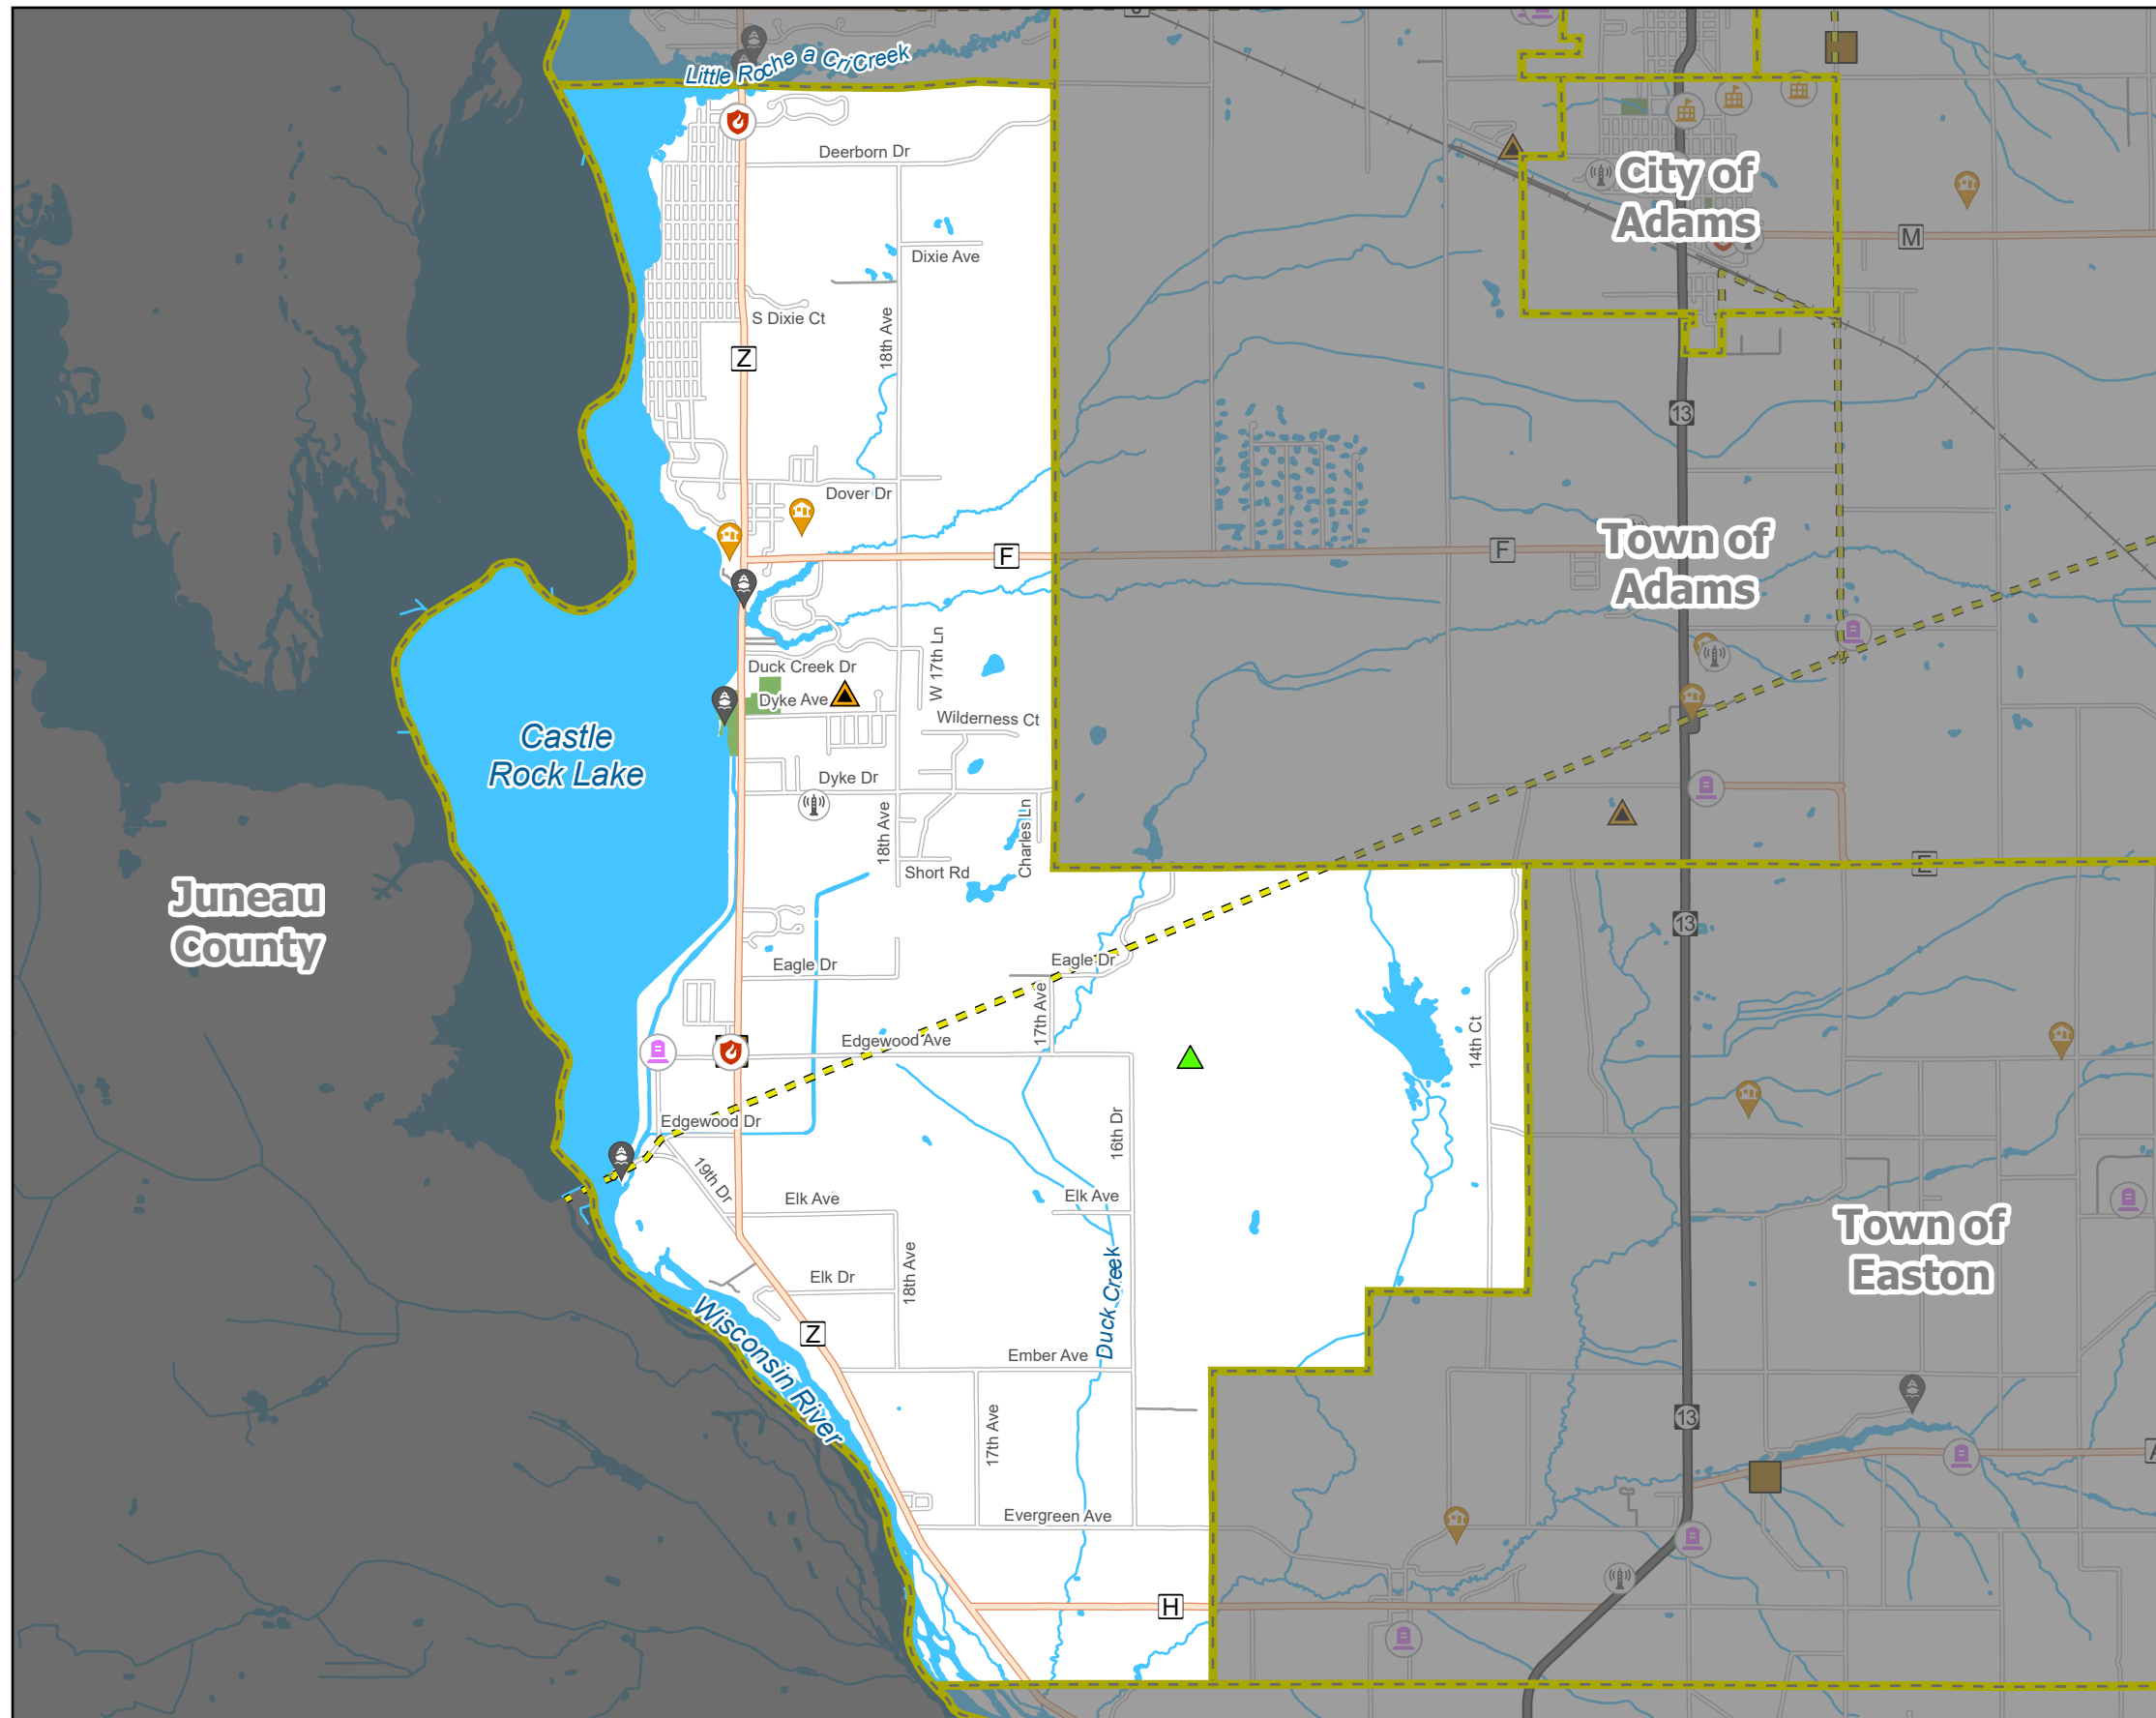 Little Roche a Cri Creek
Deerborn Dr
City of
Adams
M
Dixie Ave
S Dixie Ct
18th Ave
Z
13
Dover Dr
F
F
Town of
Adams
W 17th Ln
Duck Creek Dr
Dyke Ave
Wilderness Ct
Castle
Rock Lake
Dyke Dr
18th Ave
Charles Ln
Short Rd
E
Juneau
County
13
Eagle Dr
Eagle Dr
17th Ave
Edgewood Ave
14th Ct
Edgewood Dr
16th Dr
19th Dr
Elk Ave
Elk Ave
Town of
Easton
18th Ave
Elk Dr
Duck Creek
Wisconsin River
Z
Ember Ave
17th Ave
13
Evergreen Ave
H